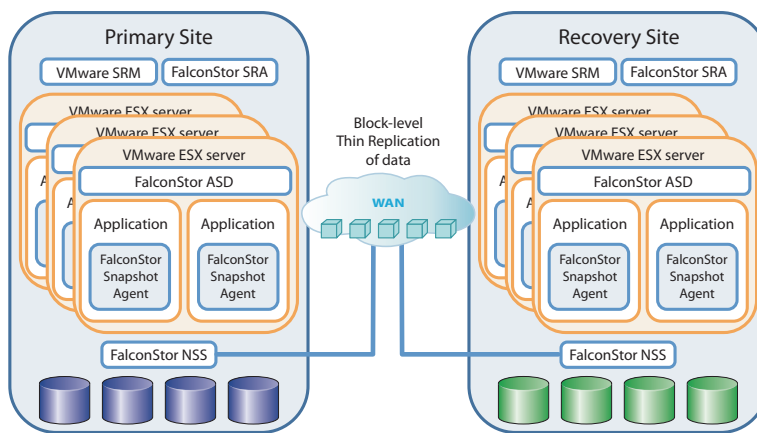 Primary Site
VMware SRM
FalconStor SRA
VMware ESX server
VMware ESX server
VMware ESX server
FalconStor ASD
Application
Application
FalconStor
Snapshot
Agent
FalconStor
Snapshot
Agent
FalconStor NSS
Block-level
Thin Replication
of data
WAN
Recovery Site
VMware SRM
FalconStor SRA
VMware ESX server
VMware ESX server
VMware ESX server
FalconStor ASD
Application
Application
FalconStor
Snapshot
Agent
FalconStor
Snapshot
Agent
FalconStor NSS